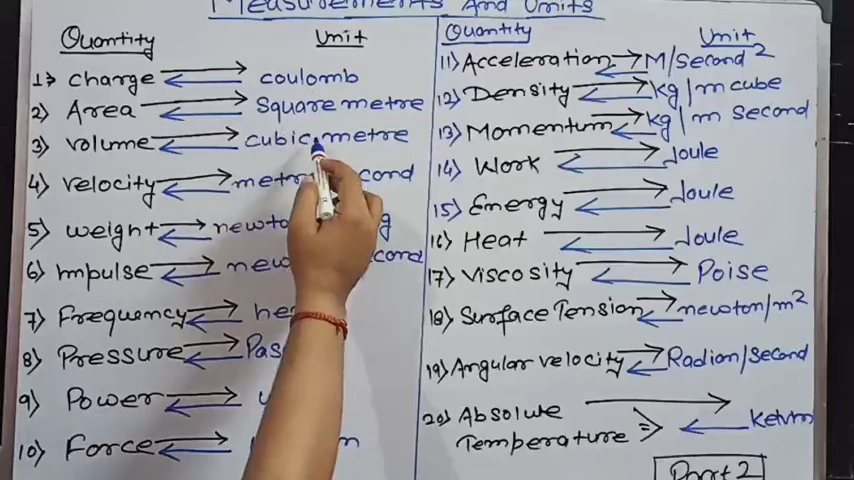 Measurements And Units
Quantity Unit
1) charge coulomb
2) Area Square metre
3) volume cubic metre
4) velocity
5) weight
6) Impulse
7) Frequency
8) Pressure
9) Power
10) Force
Quantity Unit
11) Acceleration M/second²
12) Density kg/m cube
13) Momentum kg/m second
14) Work Joule
15) Energy Joule
16) Heat Joule
17) Viscosity Poise
18) Surface Tension newton/m²
19) Angular velocity Radian/second
20) Absolute
Temperature Kelvin
Part 2